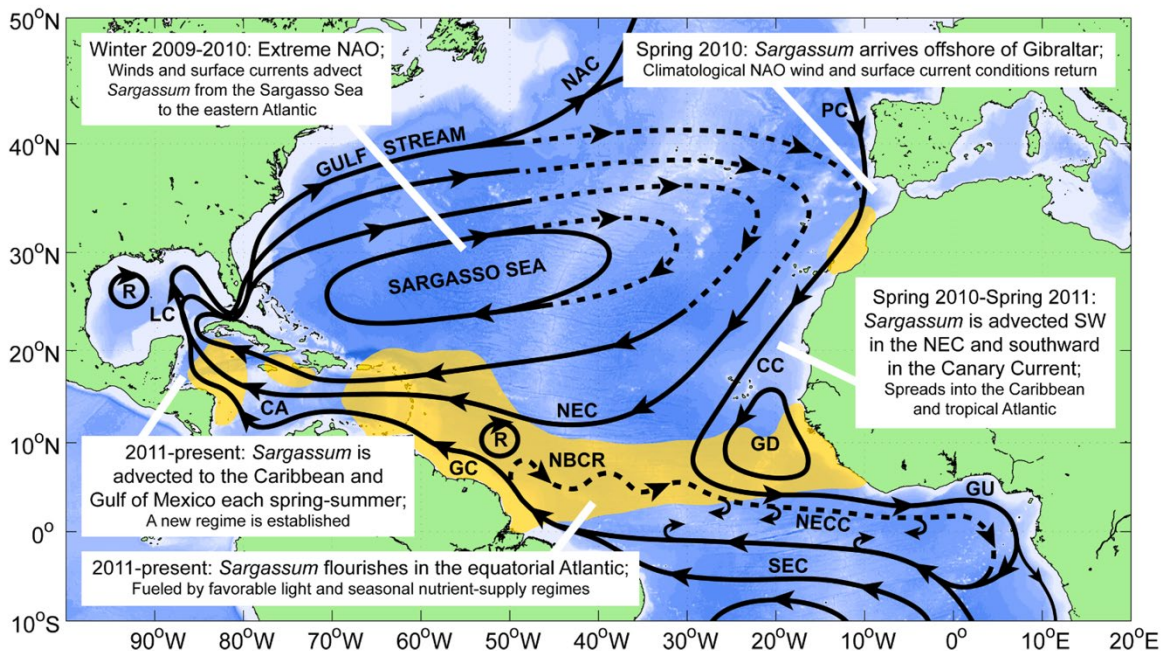 50°N
40°N
30°N
20°N
10°N
0°N
10°S
90°W
80°W
70°W
60°W
50°W
40°W
30°W
20°W
10°W
0°
10°E
20°E
Winter 2009-2010: Extreme NAO;
Winds and surface currents advect
Sargassum from the Sargasso Sea
to the eastern Atlantic
Spring 2010: Sargassum arrives offshore of Gibraltar;
Climatological NAO wind and surface current conditions return
NAC
PC
GULF STREAM
SARGASSO SEA
R
LC
Spring 2010-Spring 2011:
Sargassum is advected SW
in the NEC and southward
in the Canary Current;
Spreads into the Caribbean
and tropical Atlantic
CC
CA
NEC
R
GD
GC
NBCR
GU
NECC
SEC
2011-present: Sargassum is
advected to the Caribbean and
Gulf of Mexico each spring-summer;
A new regime is established
2011-present: Sargassum flourishes in the equatorial Atlantic;
Fueled by favorable light and seasonal nutrient-supply regimes